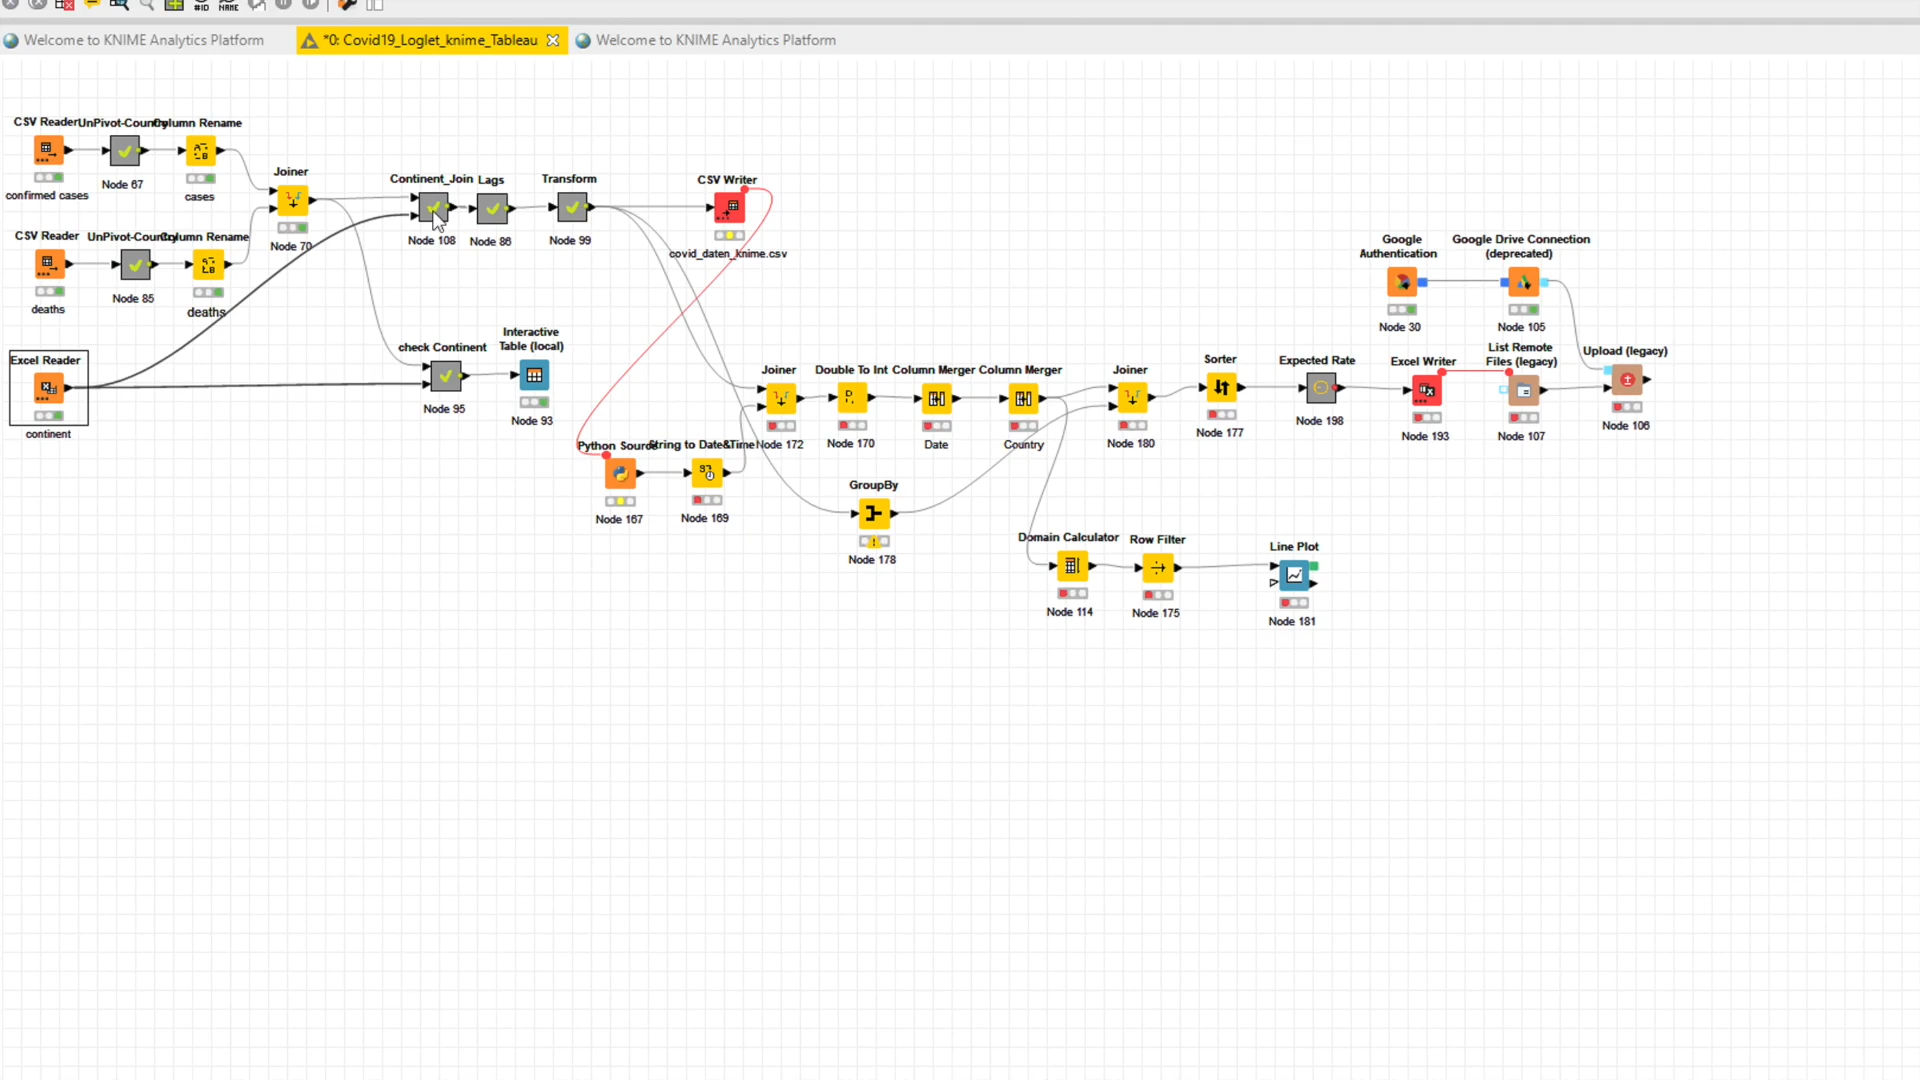 #ID NAME
Welcome to KNIME Analytics Platform
*0: Covid19_Loglet_knime_Tableau
Welcome to KNIME Analytics Platform
CSV Reader
confirmed cases
Node 67
Column Rename
cases
Joiner
Node 70
CSV Reader
deaths
Node 85
Column Rename
deaths
Excel Reader
continent
Continent_Join
Node 108
Lags
Node 86
Transform
Node 99
CSV Writer
covid_daten_knime.csv
check Continent
Node 95
Interactive
Table (local)
Node 93
Python Source
Node 167
String to Date&Time
Node 169
Joiner
Node 172
Double To Int
Node 170
Column Merger
Date
Column Merger
Country
GroupBy
Node 178
Joiner
Node 180
Sorter
Node 177
Expected Rate
Node 198
Excel Writer
Node 193
Google
Authentication
Node 30
Google Drive Connection
(deprecated)
Node 105
List Remote
Files (legacy)
Node 107
Upload (legacy)
Node 106
Domain Calculator
Node 114
Row Filter
Node 175
Line Plot
Node 181